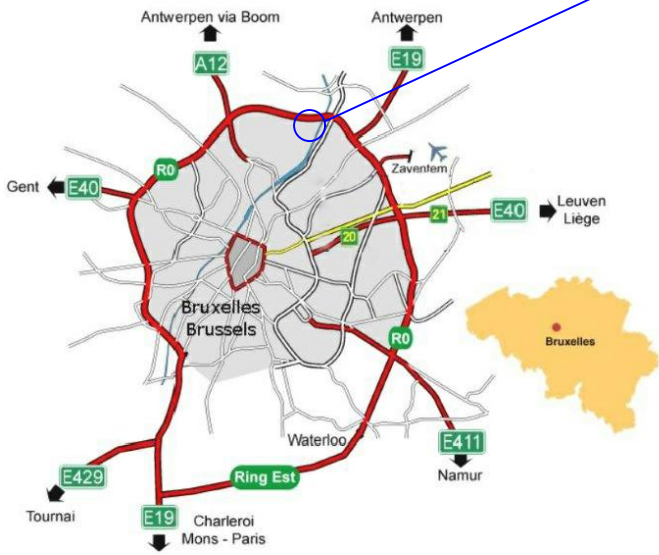 Antwerpen via Boom
Antwerpen
A12
E19
Zaventem
R0
Gent
E40
Leuven
Liège
21
E40
20
Bruxelles
Brussels
R0
Bruxelles
Waterloo
E411
Namur
E429
Ring Est
Tournai
E19
Charleroi
Mons - Paris